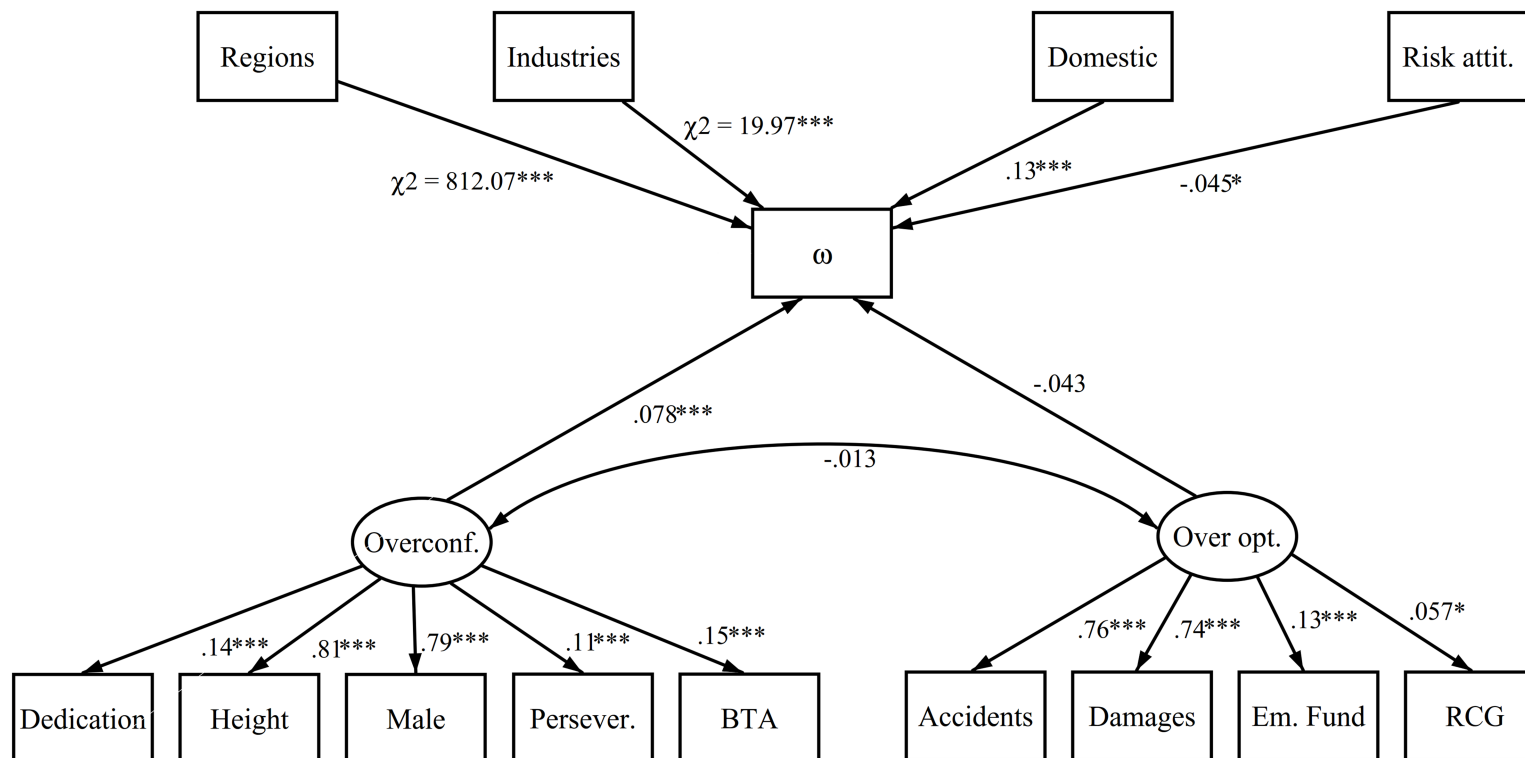 Regions
Industries
Domestic
Risk attit.
χ2 = 19.97***
χ2 = 812.07***
.13***
-.045*
ω
-.043
.078***
-.013
Overconf.
Over opt.
.14***
.81***
.79***
.11***
.15***
.76***
.74***
.13***
.057*
Dedication
Height
Male
Persever.
BTA
Accidents
Damages
Em. Fund
RCG